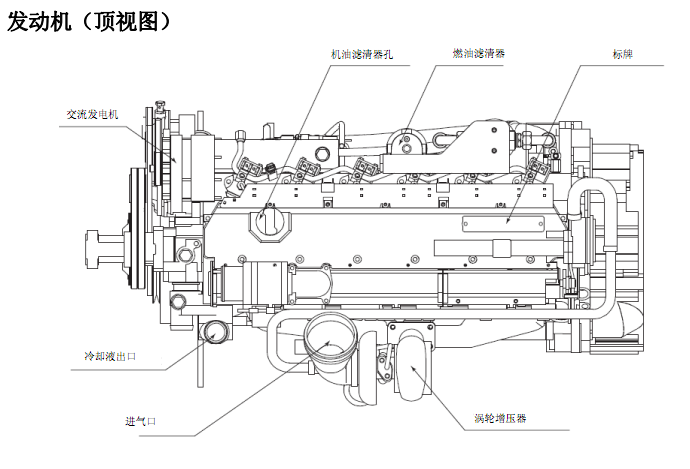 发动机（顶视图）
机油滤清器孔
燃油滤清器
标牌
交流发电机
冷却液出口
进气口
涡轮增压器